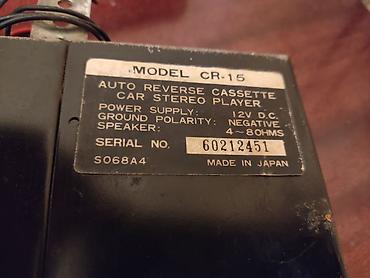 MODEL CR-15
AUTO REVERSE CASSETTE
CAR STEREO PLAYER
POWER SUPPLY: 12V D.C.
GROUND POLARITY: NEGATIVE
SPEAKER: 4~8OHMS
SERIAL NO. 60212451
S068A4 MADE IN JAPAN